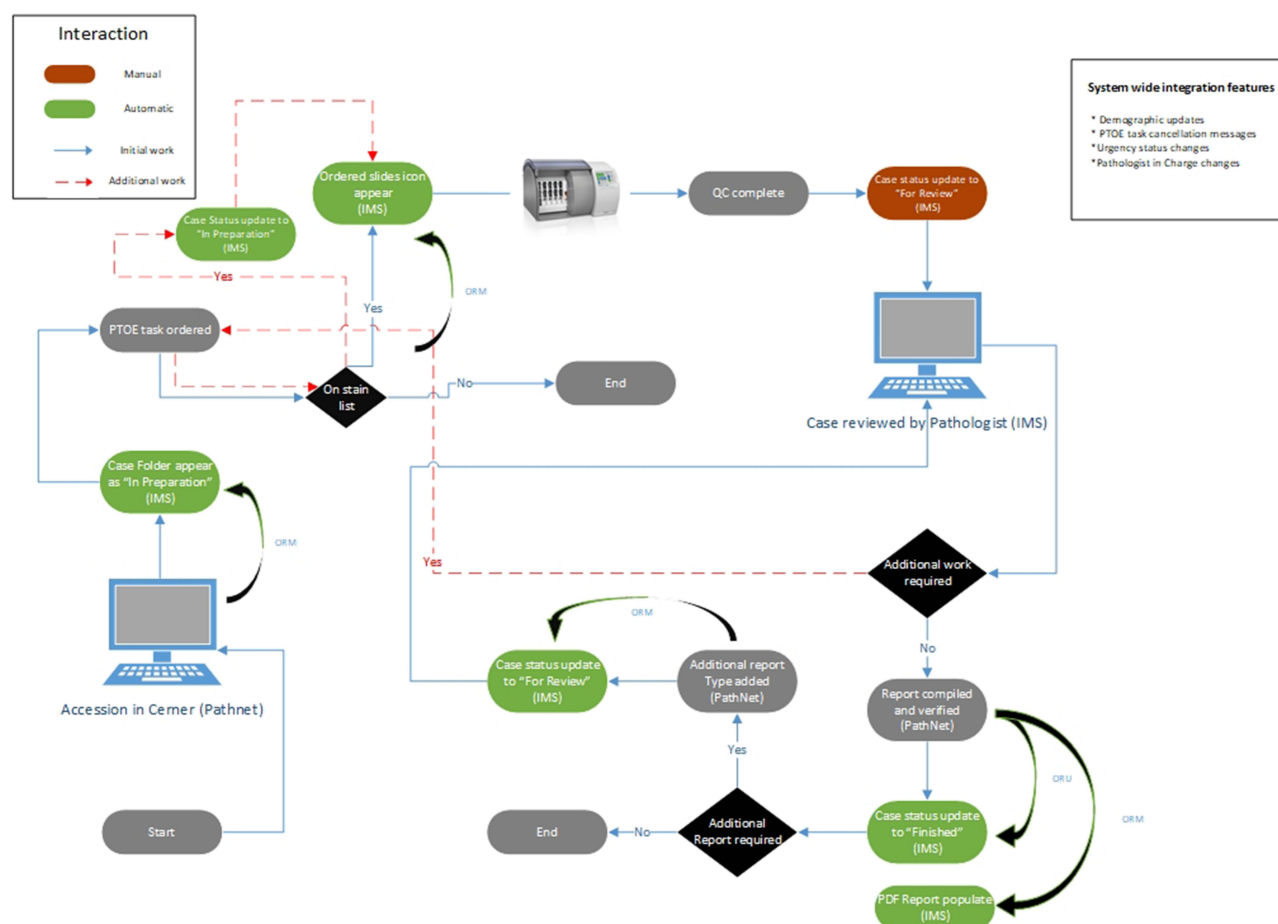 Interaction
Manual
Automatic
Initial work
Additional work
System wide integration features
* Demographic updates
* PTOE task cancellation messages
*Urgency status changes
*Pathologist in Charge changes
Ordered slides icon
appear
(IMS)
QC complete
Case status update to
"For Review"
(IMS)
Case Status update to
"In Preparation"
(IMS)
Yes
Yes
ORM
PTOE task ordered
On stain
list
No
End
Case reviewed by Pathologist (IMS)
Case Folder appear
as "In Preparation"
(IMS)
ORM
Yes
Additional work
required
ORM
No
Accession in Cerner (Pathnet)
Case status update
to "For Review"
(IMS)
Additional report
Type added
(PathNet)
Report compiled
and verified
(PathNet)
Yes
ORU
ORM
Start
End
No
Additional
Report required
Case status update
to "Finished"
(IMS)
PDF Report populate
(IMS)